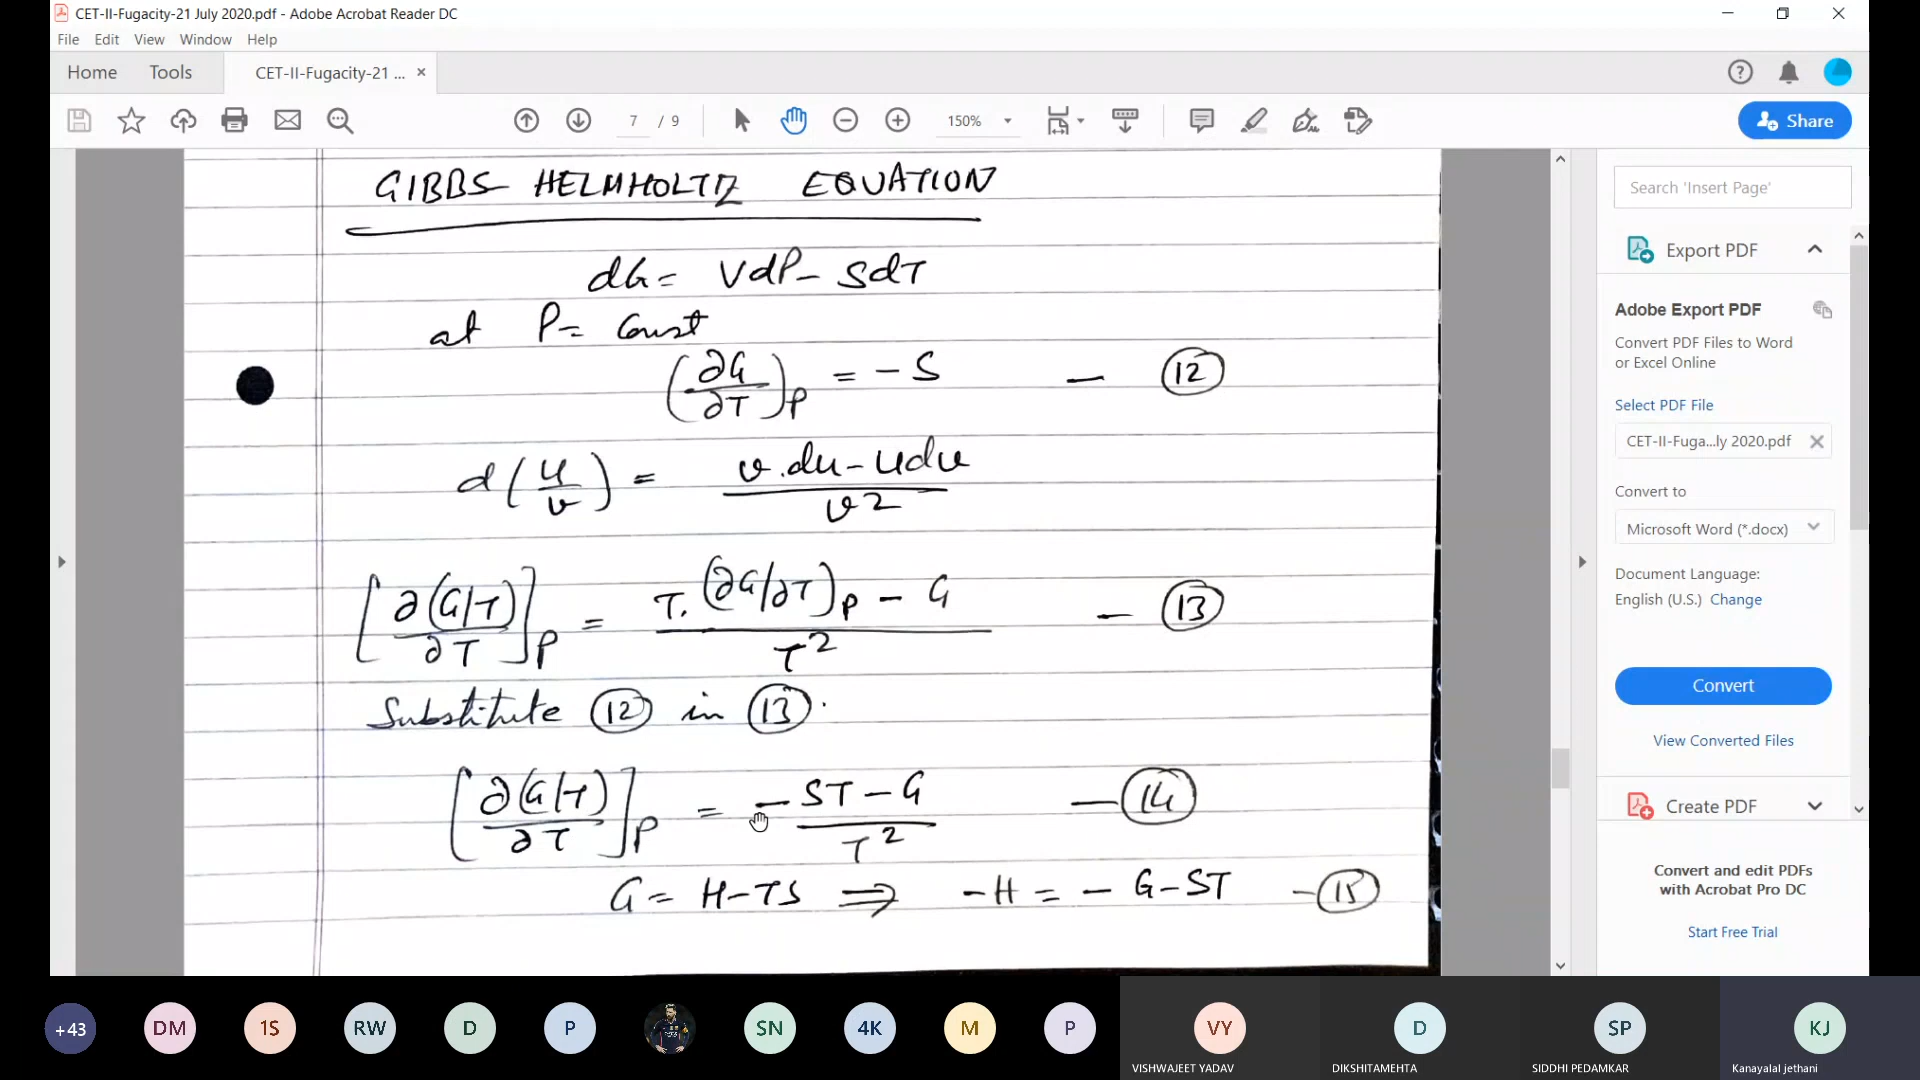 CET-II-Fugacity-21 July 2020.pdf - Adobe Acrobat Reader DC
File Edit View Window Help
Home Tools CET-II-Fugacity-21 ... ×
7 / 9 150% Share
GIBBS HELMHOLTZ EQUATION
dG = VdP - SdT
at P = Const
(∂G/∂T)P = - S — (12)
d(u/v) = (v.du - udv)/v2
[∂(G/T)/∂T]P = (T.(∂G/∂T)P - G)/T2 — (13)
Substitute (12) in (13).
[∂(G/T)/∂T]P = (-ST - G)/T2 — (14)
G = H - TS ⟹ -H = - G - ST — (15)
Search 'Insert Page'
Export PDF
Adobe Export PDF
Convert PDF Files to Word
or Excel Online
Select PDF File
CET-II-Fuga...ly 2020.pdf ×
Convert to
Microsoft Word (*.docx)
Document Language:
English (U.S.) Change
Convert
View Converted Files
Create PDF
Convert and edit PDFs
with Acrobat Pro DC
Start Free Trial
+43 DM 1S RW D P SN 4K M P VY D SP KJ
VISHWAJEET YADAV DIKSHITAMEHTA SIDDHI PEDAMKAR Kanayalal jethani